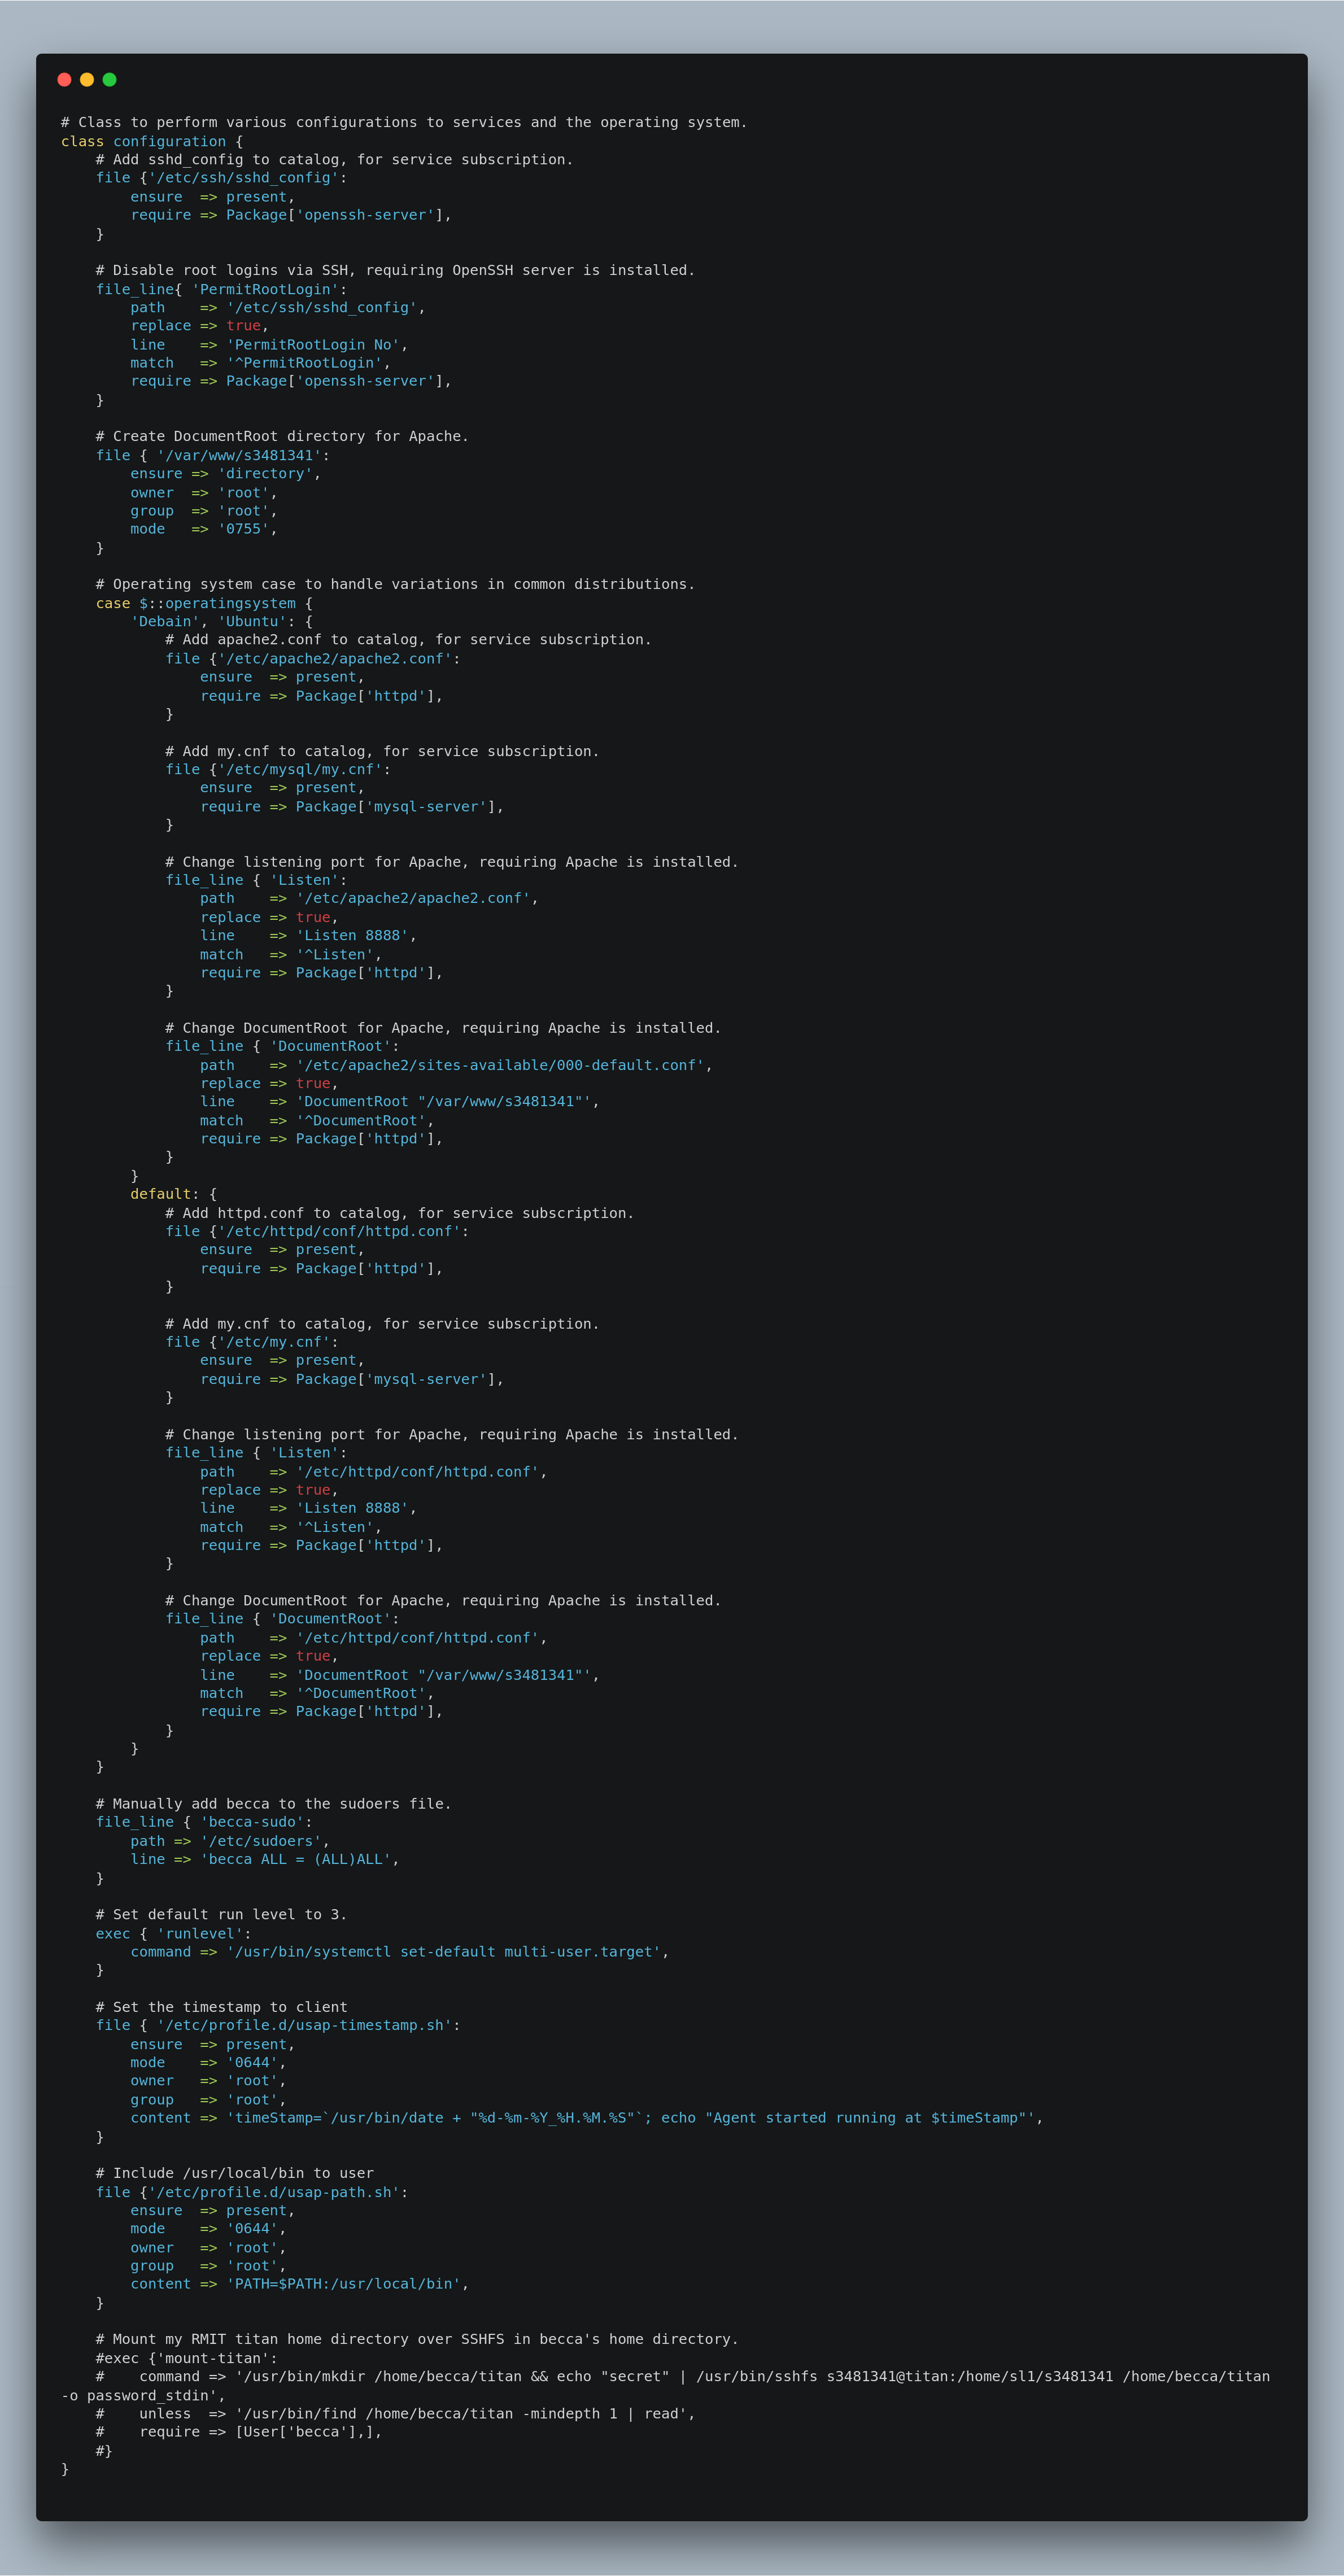 # Class to perform various configurations to services and the operating system.
class configuration {
    # Add sshd_config to catalog, for service subscription.
    file {'/etc/ssh/sshd_config':
        ensure  => present,
        require => Package['openssh-server'],
    }

    # Disable root logins via SSH, requiring OpenSSH server is installed.
    file_line{ 'PermitRootLogin':
        path    => '/etc/ssh/sshd_config',
        replace => true,
        line    => 'PermitRootLogin No',
        match   => '^PermitRootLogin',
        require => Package['openssh-server'],
    }

    # Create DocumentRoot directory for Apache.
    file { '/var/www/s3481341':
        ensure => 'directory',
        owner  => 'root',
        group  => 'root',
        mode   => '0755',
    }

    # Operating system case to handle variations in common distributions.
    case $::operatingsystem {
        'Debain', 'Ubuntu': {
            # Add apache2.conf to catalog, for service subscription.
            file {'/etc/apache2/apache2.conf':
                ensure  => present,
                require => Package['httpd'],
            }

            # Add my.cnf to catalog, for service subscription.
            file {'/etc/mysql/my.cnf':
                ensure  => present,
                require => Package['mysql-server'],
            }

            # Change listening port for Apache, requiring Apache is installed.
            file_line { 'Listen':
                path    => '/etc/apache2/apache2.conf',
                replace => true,
                line    => 'Listen 8888',
                match   => '^Listen',
                require => Package['httpd'],
            }

            # Change DocumentRoot for Apache, requiring Apache is installed.
            file_line { 'DocumentRoot':
                path    => '/etc/apache2/sites-available/000-default.conf',
                replace => true,
                line    => 'DocumentRoot "/var/www/s3481341"',
                match   => '^DocumentRoot',
                require => Package['httpd'],
            }
        }
        default: {
            # Add httpd.conf to catalog, for service subscription.
            file {'/etc/httpd/conf/httpd.conf':
                ensure  => present,
                require => Package['httpd'],
            }

            # Add my.cnf to catalog, for service subscription.
            file {'/etc/my.cnf':
                ensure  => present,
                require => Package['mysql-server'],
            }

            # Change listening port for Apache, requiring Apache is installed.
            file_line { 'Listen':
                path    => '/etc/httpd/conf/httpd.conf',
                replace => true,
                line    => 'Listen 8888',
                match   => '^Listen',
                require => Package['httpd'],
            }

            # Change DocumentRoot for Apache, requiring Apache is installed.
            file_line { 'DocumentRoot':
                path    => '/etc/httpd/conf/httpd.conf',
                replace => true,
                line    => 'DocumentRoot "/var/www/s3481341"',
                match   => '^DocumentRoot',
                require => Package['httpd'],
            }
        }
    }

    # Manually add becca to the sudoers file.
    file_line { 'becca-sudo':
        path => '/etc/sudoers',
        line => 'becca ALL = (ALL)ALL',
    }

    # Set default run level to 3.
    exec { 'runlevel':
        command => '/usr/bin/systemctl set-default multi-user.target',
    }

    # Set the timestamp to client
    file { '/etc/profile.d/usap-timestamp.sh':
        ensure  => present,
        mode    => '0644',
        owner   => 'root',
        group   => 'root',
        content => 'timeStamp=`/usr/bin/date + "%d-%m-%Y_%H.%M.%S"`; echo "Agent started running at $timeStamp"',
    }

    # Include /usr/local/bin to user
    file {'/etc/profile.d/usap-path.sh':
        ensure  => present,
        mode    => '0644',
        owner   => 'root',
        group   => 'root',
        content => 'PATH=$PATH:/usr/local/bin',
    }

    # Mount my RMIT titan home directory over SSHFS in becca's home directory.
    #exec {'mount-titan':
    #    command => '/usr/bin/mkdir /home/becca/titan && echo "secret" | /usr/bin/sshfs s3481341@titan:/home/sl1/s3481341 /home/becca/titan
-o password_stdin',
    #    unless  => '/usr/bin/find /home/becca/titan -mindepth 1 | read',
    #    require => [User['becca'],],
    #}
}